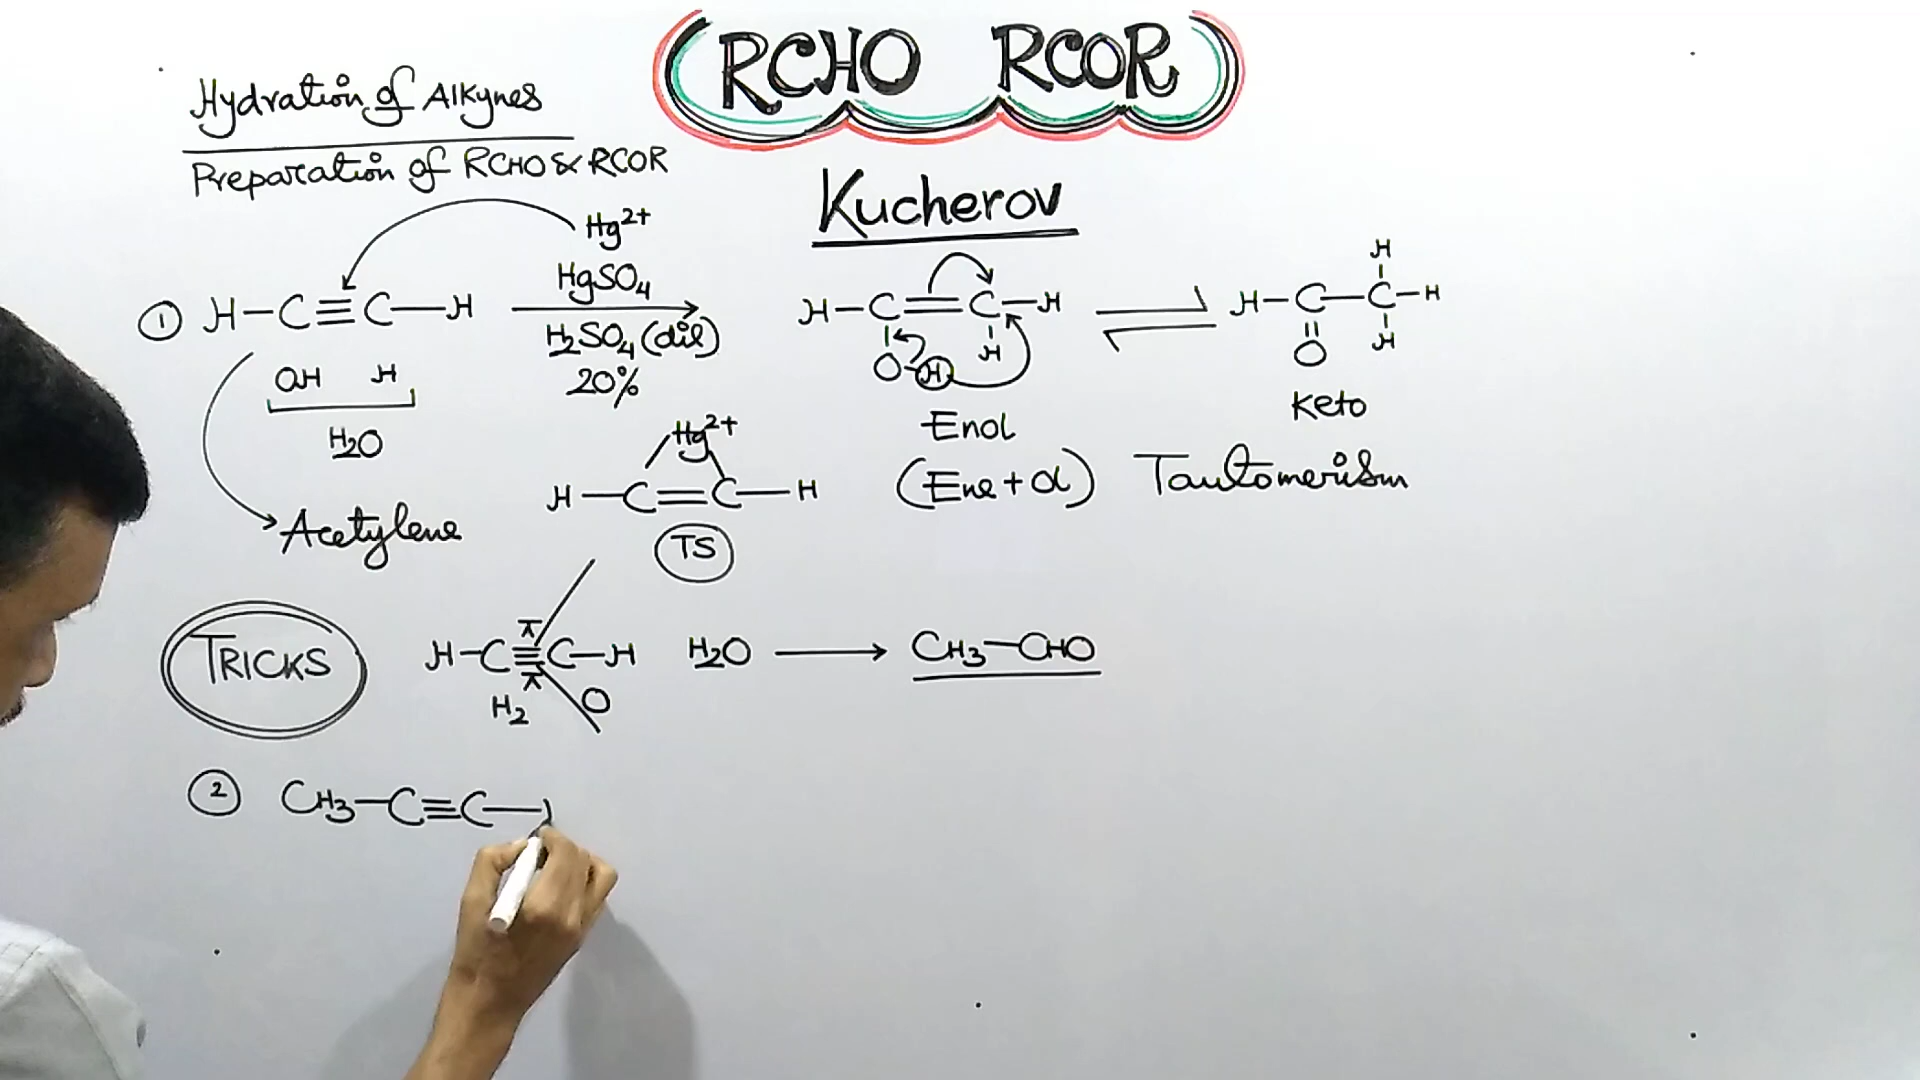 RCHO RCOR
Hydration of Alkynes
Preparation of RCHO & RCOR
Kucherov
Hg2+
HgSO4
① H-C≡C-H
H2SO4 (dil)
20%
OH H
H2O
H-C=C-H
O-H H
Enol
(Ene + ol)
H
H-C-C-H
O H
Keto
Tautomerism
Acetylene
Hg2+
H-C=C-H
TS
TRICKS
π
H-C≡C-H H2O → CH3-CHO
π
H2 O
② CH3-C≡C-